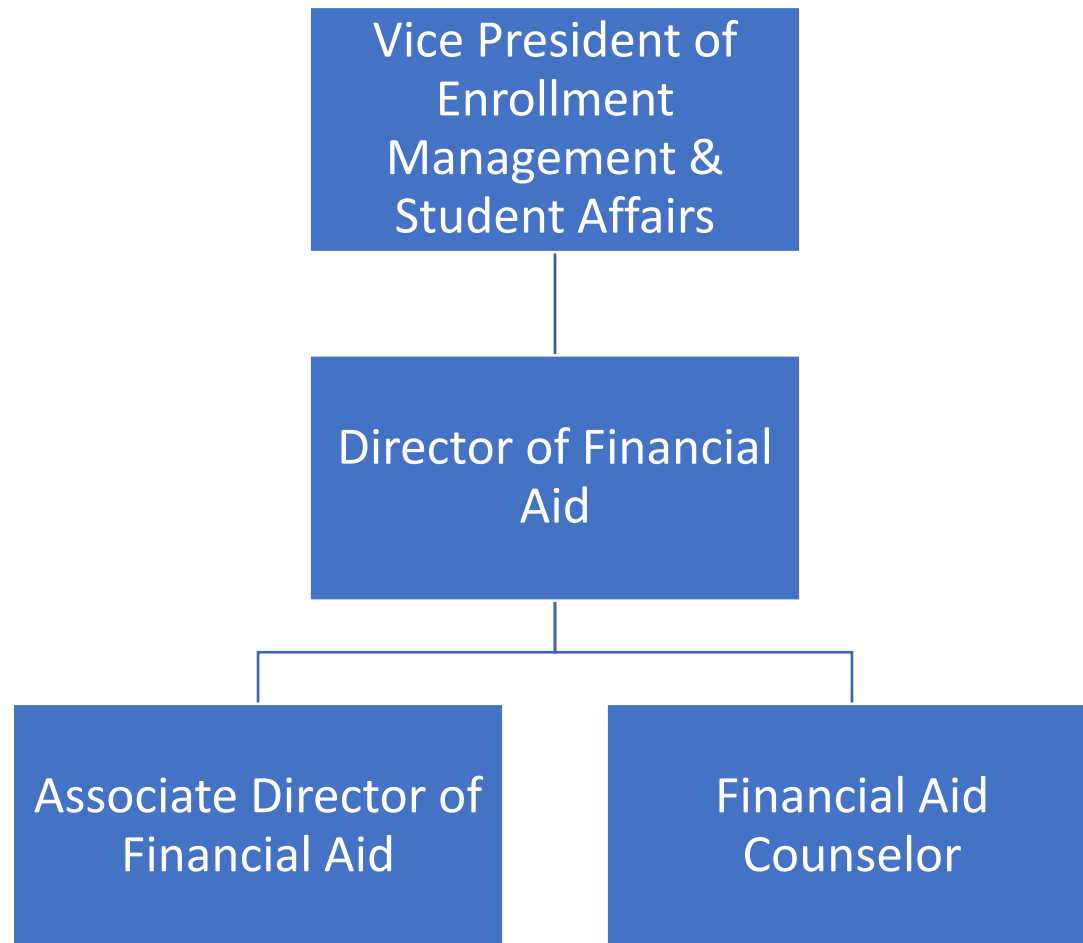 Vice President of
Enrollment
Management &
Student Affairs
Director of Financial
Aid
Associate Director of
Financial Aid
Financial Aid
Counselor